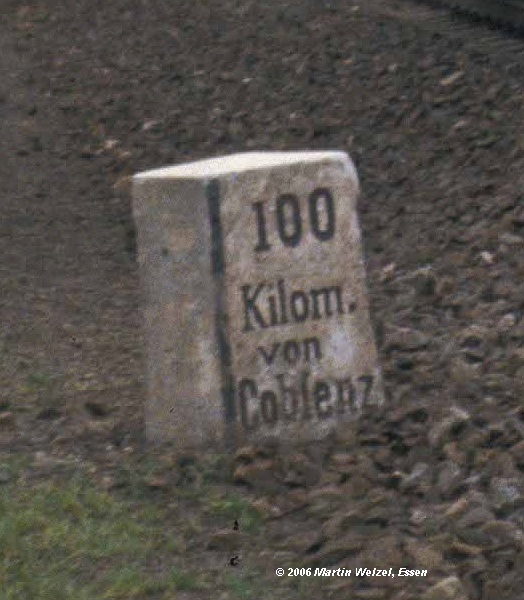 100
Kilom.
von
Coblenz
© 2006 Martin Welzel, Essen